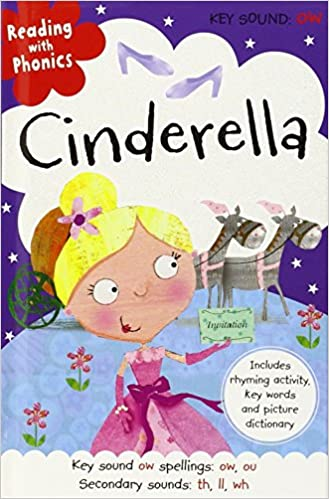 Reading
with
Phonics
KEY SOUND: OW
Cinderella
Invitation
Includes
rhyming activity,
key words
and picture
dictionary
Key sound ow spellings: ow, ou
Secondary sounds: th, ll, wh